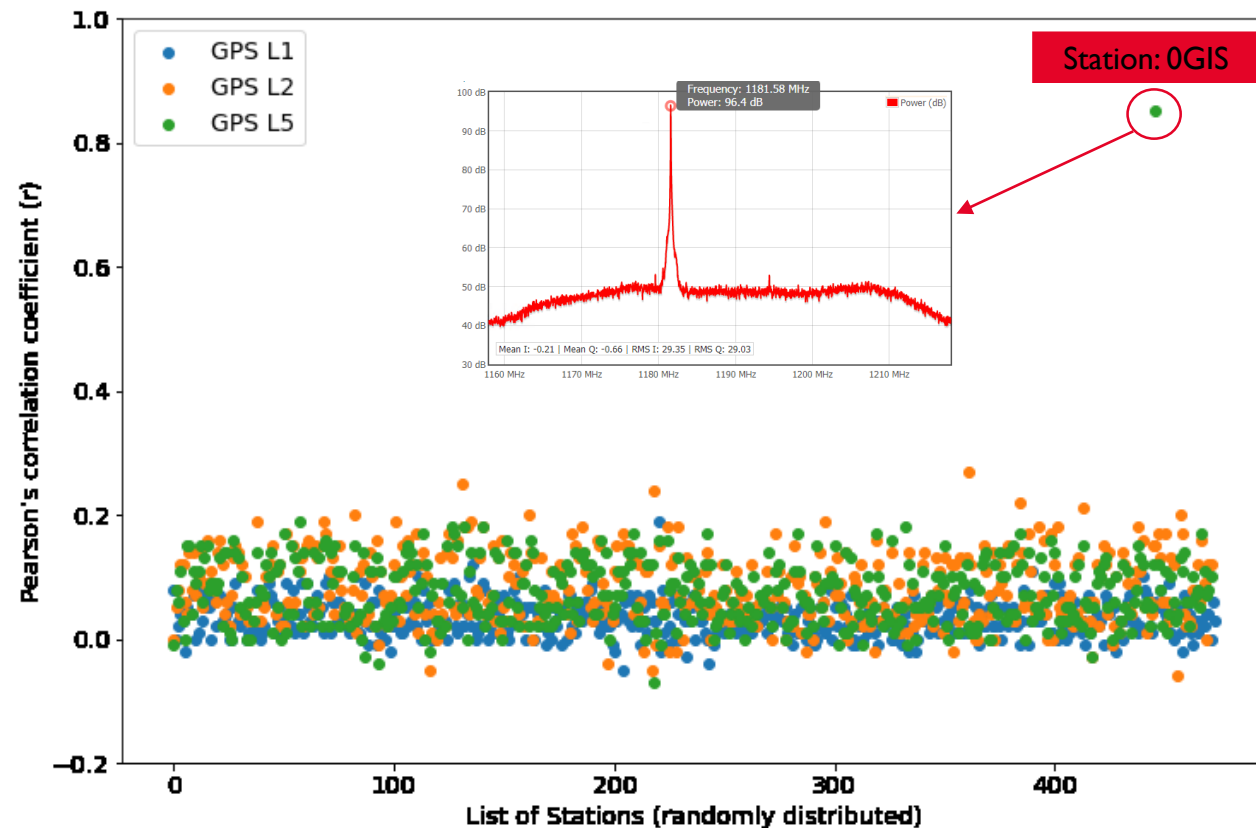 1.0
GPS L1
GPS L2
GPS L5
Station: 0GIS
100 dB
Frequency: 1181.58 MHz
Power: 96.4 dB
Power (dB)
90 dB
80 dB
70 dB
60 dB
50 dB
40 dB
30 dB
Mean I: -0.21 | Mean Q: -0.66 | RMS I: 29.35 | RMS Q: 29.03
1160 MHz 1170 MHz 1180 MHz 1190 MHz 1200 MHz 1210 MHz
0.8
0.6
0.4
0.2
0.0
−0.2
Pearson's correlation coefficient (r)
0 100 200 300 400
List of Stations (randomly distributed)